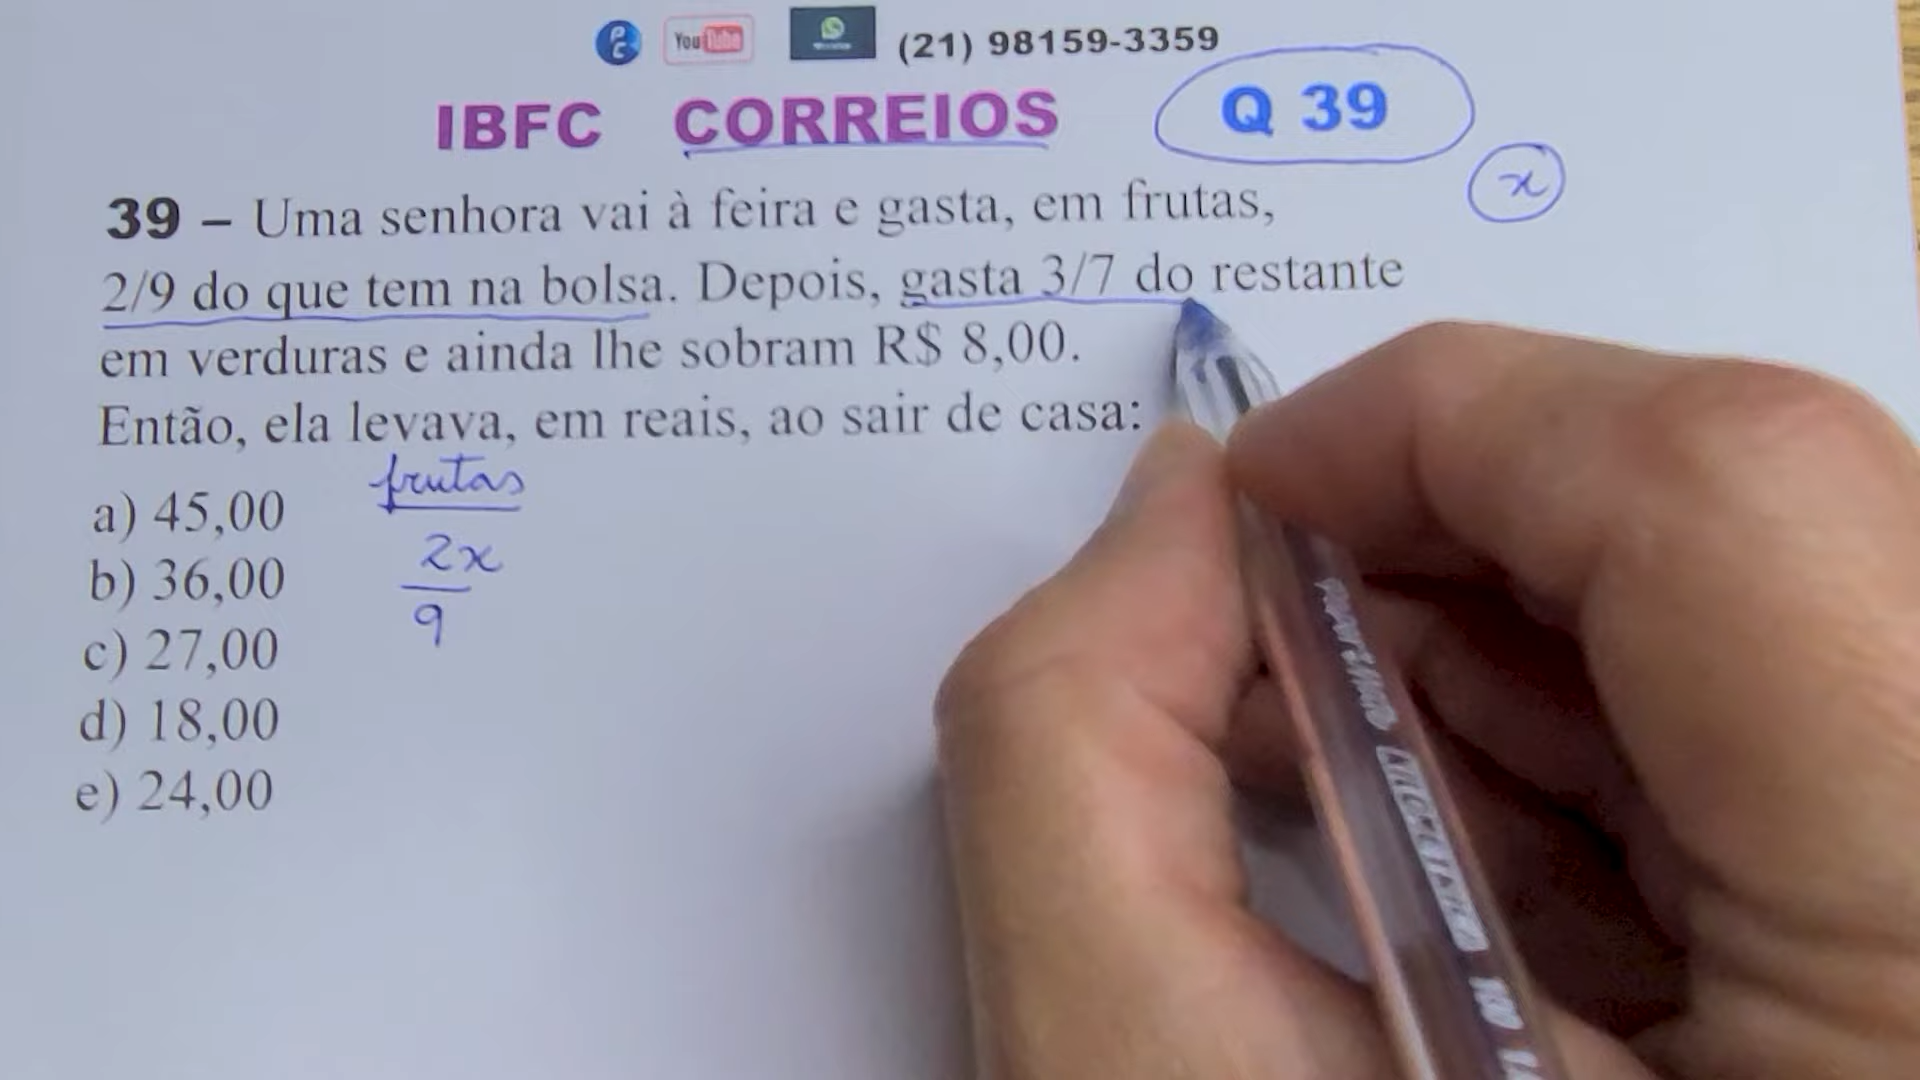 You Tube (21) 98159-3359
IBFC CORREIOS Q 39
x
39 – Uma senhora vai à feira e gasta, em frutas,
2/9 do que tem na bolsa. Depois, gasta 3/7 do restante
em verduras e ainda lhe sobram R$ 8,00.
Então, ela levava, em reais, ao sair de casa:
frutas
a) 45,00
2x
b) 36,00
9
c) 27,00
d) 18,00
e) 24,00